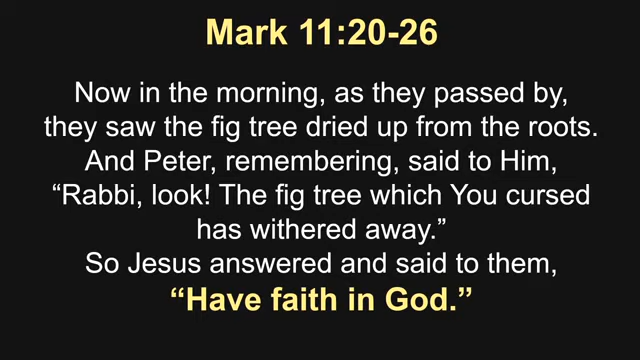 Mark 11:20-26
Now in the morning, as they passed by,
they saw the fig tree dried up from the roots.
And Peter, remembering, said to Him,
“Rabbi, look! The fig tree which You cursed
has withered away.”
So Jesus answered and said to them,
“Have faith in God.”